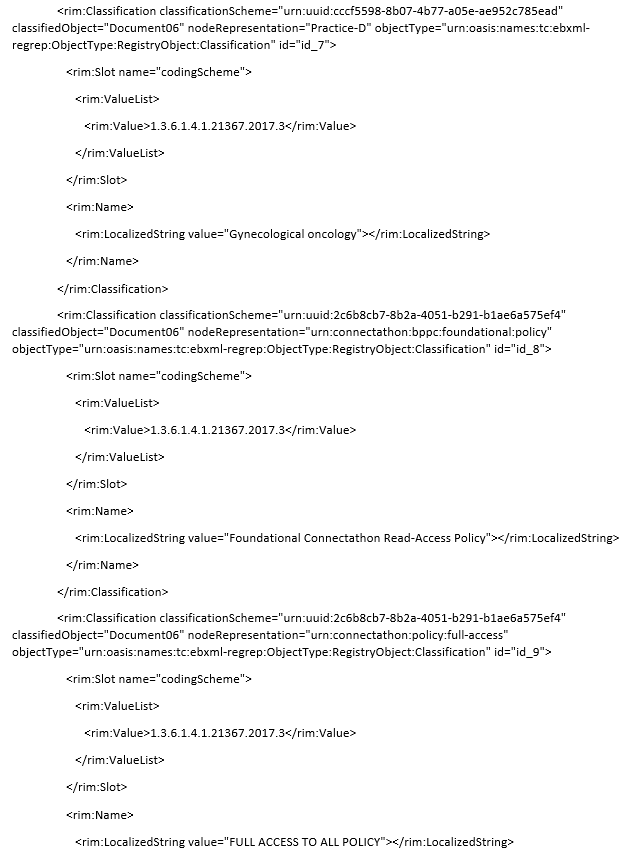 <rim:Classification classificationScheme="urn:uuid:cccf5598-8b07-4b77-a05e-ae952c785ead"
classifiedObject="Document06" nodeRepresentation="Practice-D" objectType="urn:oasis:names:tc:ebxml-
regrep:ObjectType:RegistryObject:Classification" id="id_7">
<rim:Slot name="codingScheme">
<rim:ValueList>
<rim:Value>1.3.6.1.4.1.21367.2017.3</rim:Value>
</rim:ValueList>
</rim:Slot>
<rim:Name>
<rim:LocalizedString value="Gynecological oncology"></rim:LocalizedString>
</rim:Name>
</rim:Classification>
<rim:Classification classificationScheme="urn:uuid:2c6b8cb7-8b2a-4051-b291-b1ae6a575ef4"
classifiedObject="Document06" nodeRepresentation="urn:connectathon:bppc:foundational:policy"
objectType="urn:oasis:names:tc:ebxml-regrep:ObjectType:RegistryObject:Classification" id="id_8">
<rim:Slot name="codingScheme">
<rim:ValueList>
<rim:Value>1.3.6.1.4.1.21367.2017.3</rim:Value>
</rim:ValueList>
</rim:Slot>
<rim:Name>
<rim:LocalizedString value="Foundational Connectathon Read-Access Policy"></rim:LocalizedString>
</rim:Name>
</rim:Classification>
<rim:Classification classificationScheme="urn:uuid:2c6b8cb7-8b2a-4051-b291-b1ae6a575ef4"
classifiedObject="Document06" nodeRepresentation="urn:connectathon:policy:full-access"
objectType="urn:oasis:names:tc:ebxml-regrep:ObjectType:RegistryObject:Classification" id="id_9">
<rim:Slot name="codingScheme">
<rim:ValueList>
<rim:Value>1.3.6.1.4.1.21367.2017.3</rim:Value>
</rim:ValueList>
</rim:Slot>
<rim:Name>
<rim:LocalizedString value="FULL ACCESS TO ALL POLICY"></rim:LocalizedString>